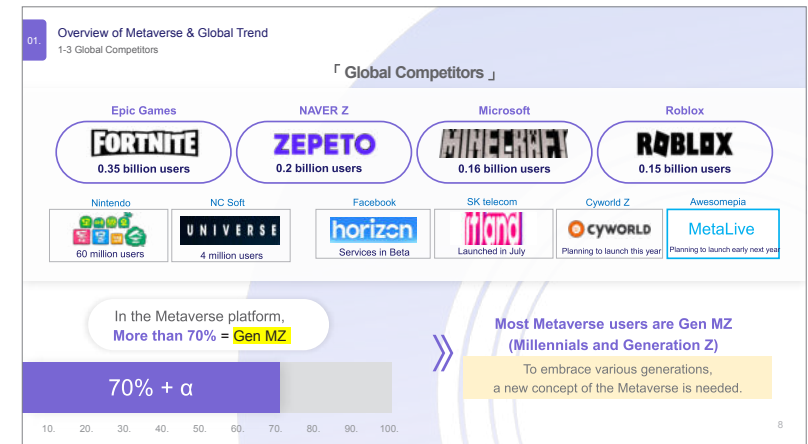 01.
Overview of Metaverse & Global Trend
1-3 Global Competitors
「 Global Competitors 」
Epic Games
FORTNITE
0.35 billion users
NAVER Z
ZEPETO
0.2 billion users
Microsoft
MINECRAFT
0.16 billion users
Roblox
ROBLOX
0.15 billion users
Nintendo
60 million users
NC Soft
UNIVERSE
4 million users
Facebook
horizon
Services in Beta
SK telecom
Launched in July
Cyworld Z
CYWORLD
Planning to launch this year
Awesomepia
MetaLive
Planning to launch early next year
In the Metaverse platform,
More than 70% = Gen MZ
70% + α
10. 20. 30. 40. 50. 60. 70. 80. 90. 100.
Most Metaverse users are Gen MZ
(Millennials and Generation Z)
To embrace various generations,
a new concept of the Metaverse is needed.
8